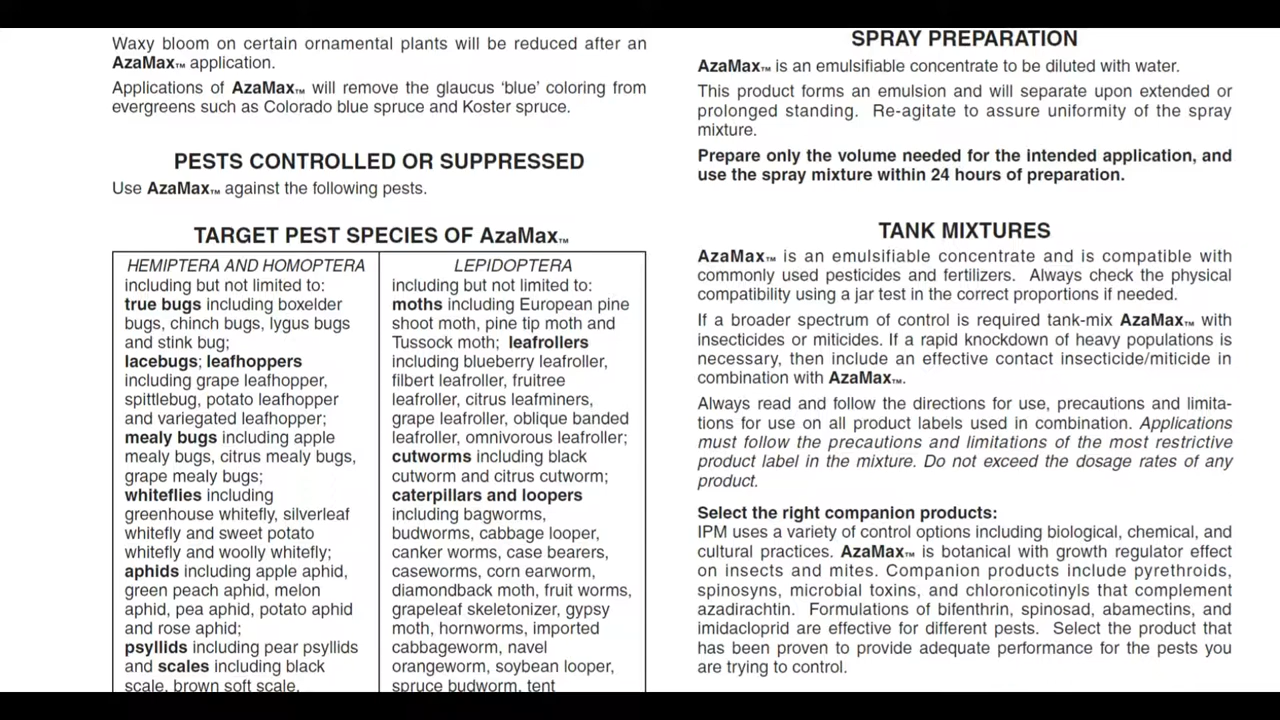 Waxy bloom on certain ornamental plants will be reduced after an
AzaMax™ application.
Applications of AzaMax™ will remove the glaucus ‘blue’ coloring from
evergreens such as Colorado blue spruce and Koster spruce.
PESTS CONTROLLED OR SUPPRESSED
Use AzaMax™ against the following pests.
TARGET PEST SPECIES OF AzaMax™
HEMIPTERA AND HOMOPTERA
including but not limited to:
true bugs including boxelder
bugs, chinch bugs, lygus bugs
and stink bug;
lacebugs; leafhoppers
including grape leafhopper,
spittlebug, potato leafhopper
and variegated leafhopper;
mealy bugs including apple
mealy bugs, citrus mealy bugs,
grape mealy bugs;
whiteflies including
greenhouse whitefly, silverleaf
whitefly and sweet potato
whitefly and woolly whitefly;
aphids including apple aphid,
green peach aphid, melon
aphid, pea aphid, potato aphid
and rose aphid;
psyllids including pear psyllids
and scales including black
scale, brown soft scale,
LEPIDOPTERA
including but not limited to:
moths including European pine
shoot moth, pine tip moth and
Tussock moth; leafrollers
including blueberry leafroller,
filbert leafroller, fruitree
leafroller, citrus leafminers,
grape leafroller, oblique banded
leafroller, omnivorous leafroller;
cutworms including black
cutworm and citrus cutworm;
caterpillars and loopers
including bagworms,
budworms, cabbage looper,
canker worms, case bearers,
caseworms, corn earworm,
diamondback moth, fruit worms,
grapeleaf skeletonizer, gypsy
moth, hornworms, imported
cabbageworm, navel
orangeworm, soybean looper,
spruce budworm, tent
SPRAY PREPARATION
AzaMax™ is an emulsifiable concentrate to be diluted with water.
This product forms an emulsion and will separate upon extended or
prolonged standing. Re-agitate to assure uniformity of the spray
mixture.
Prepare only the volume needed for the intended application, and
use the spray mixture within 24 hours of preparation.
TANK MIXTURES
AzaMax™ is an emulsifiable concentrate and is compatible with
commonly used pesticides and fertilizers. Always check the physical
compatibility using a jar test in the correct proportions if needed.
If a broader spectrum of control is required tank-mix AzaMax™ with
insecticides or miticides. If a rapid knockdown of heavy populations is
necessary, then include an effective contact insecticide/miticide in
combination with AzaMax™.
Always read and follow the directions for use, precautions and limita-
tions for use on all product labels used in combination. Applications
must follow the precautions and limitations of the most restrictive
product label in the mixture. Do not exceed the dosage rates of any
product.
Select the right companion products:
IPM uses a variety of control options including biological, chemical, and
cultural practices. AzaMax™ is botanical with growth regulator effect
on insects and mites. Companion products include pyrethroids,
spinosyns, microbial toxins, and chloronicotinyls that complement
azadirachtin. Formulations of bifenthrin, spinosad, abamectins, and
imidacloprid are effective for different pests. Select the product that
has been proven to provide adequate performance for the pests you
are trying to control.